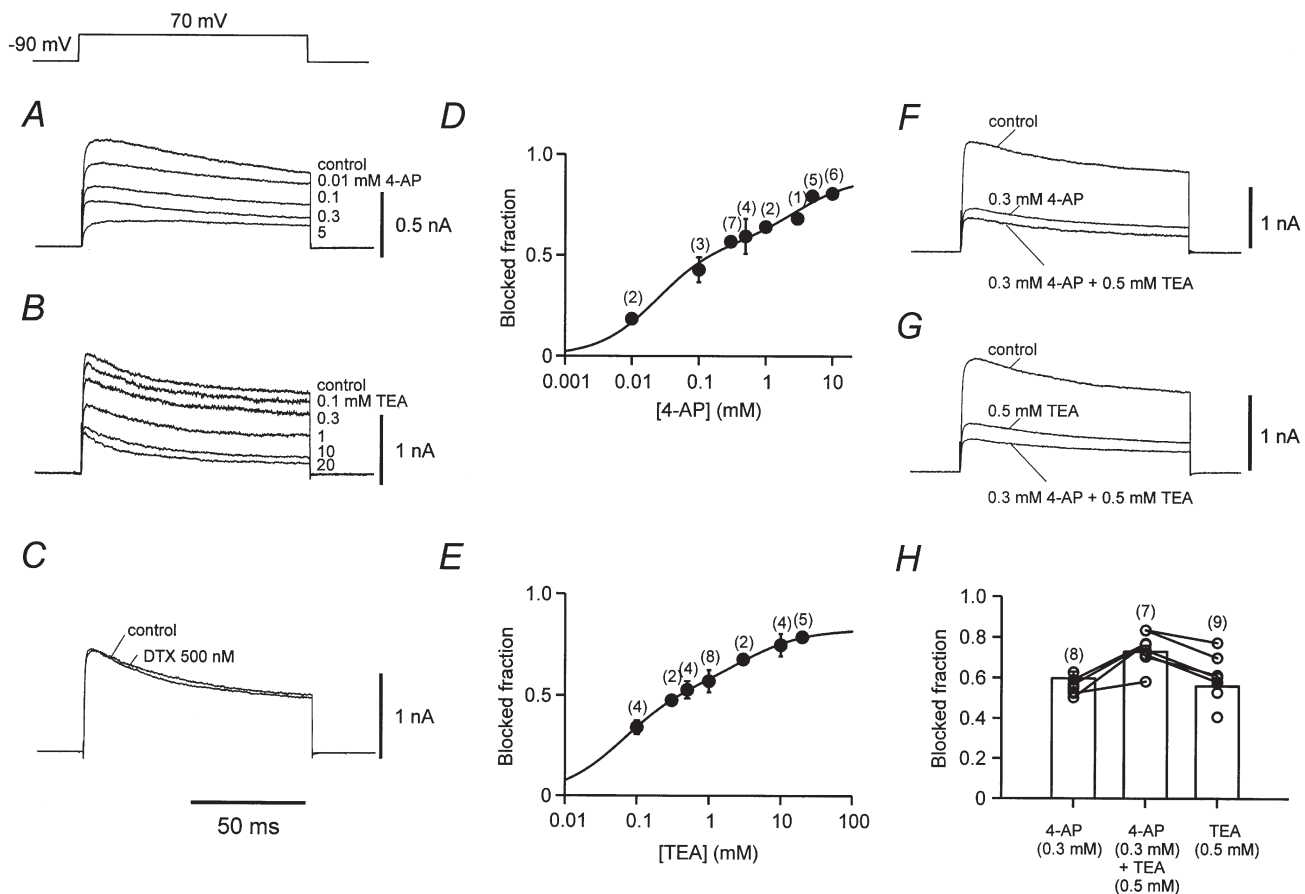 70 mV
-90 mV
A
control
0.01 mM 4-AP
0.1
0.3
5
0.5 nA
B
control
0.1 mM TEA
0.3
1
10
20
1 nA
C
control
DTX 500 nM
1 nA
50 ms
D
1.0
0.5
0
Blocked fraction
(2)
(3)
(7)
(4)
(2)
(1)
(5)
(6)
0.001
0.01
0.1
1
10
[4-AP] (mM)
E
1.0
0.5
0
Blocked fraction
(4)
(2)
(4)
(8)
(2)
(4)
(5)
0.01
0.1
1
10
100
[TEA] (mM)
F
control
0.3 mM 4-AP
0.3 mM 4-AP + 0.5 mM TEA
1 nA
G
control
0.5 mM TEA
0.3 mM 4-AP + 0.5 mM TEA
1 nA
H
1.0
0.8
0.6
0.4
0.2
0
Blocked fraction
(8)
(7)
(9)
4-AP
(0.3 mM)
4-AP
(0.3 mM)
+ TEA
(0.5 mM)
TEA
(0.5 mM)